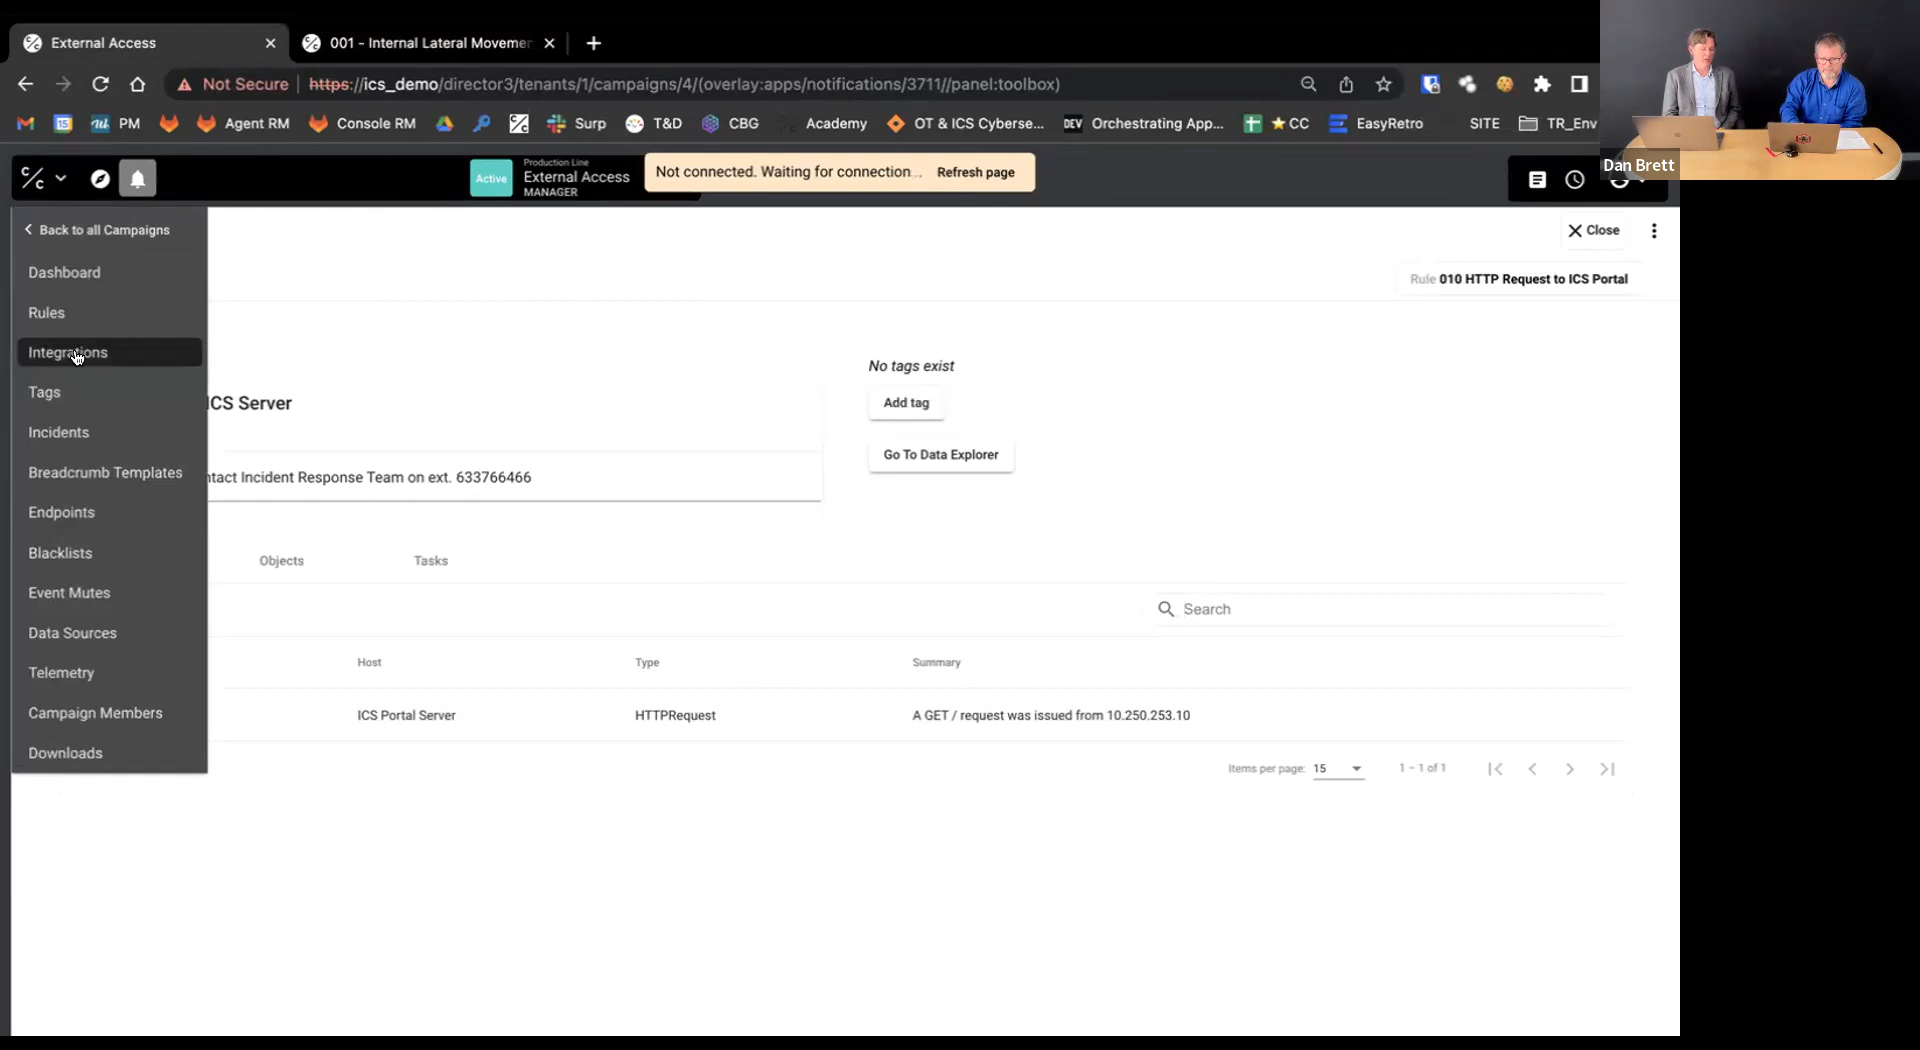 External Access
001 - Internal Lateral Movemen
Not Secure
https://ics_demo/director3/tenants/1/campaigns/4/(overlay:apps/notifications/3711//panel:toolbox)
15
PM
Agent RM
Console RM
Surp
T&D
CBG
Academy
OT & ICS Cyberse...
DEV
Orchestrating App...
CC
EasyRetro
SITE
TR_Env
Dan Brett
Active
Production Line
External Access
MANAGER
Not connected. Waiting for connection...
Refresh page
Back to all Campaigns
Close
Dashboard
Rule 010 HTTP Request to ICS Portal
Rules
Integrations
No tags exist
Tags
ICS Server
Add tag
Incidents
Go To Data Explorer
Breadcrumb Templates
ntact Incident Response Team on ext. 633766466
Endpoints
Blacklists
Objects
Tasks
Event Mutes
Search
Data Sources
Telemetry
Host
Type
Summary
Campaign Members
ICS Portal Server
HTTPRequest
A GET / request was issued from 10.250.253.10
Downloads
Items per page:
15
1 – 1 of 1